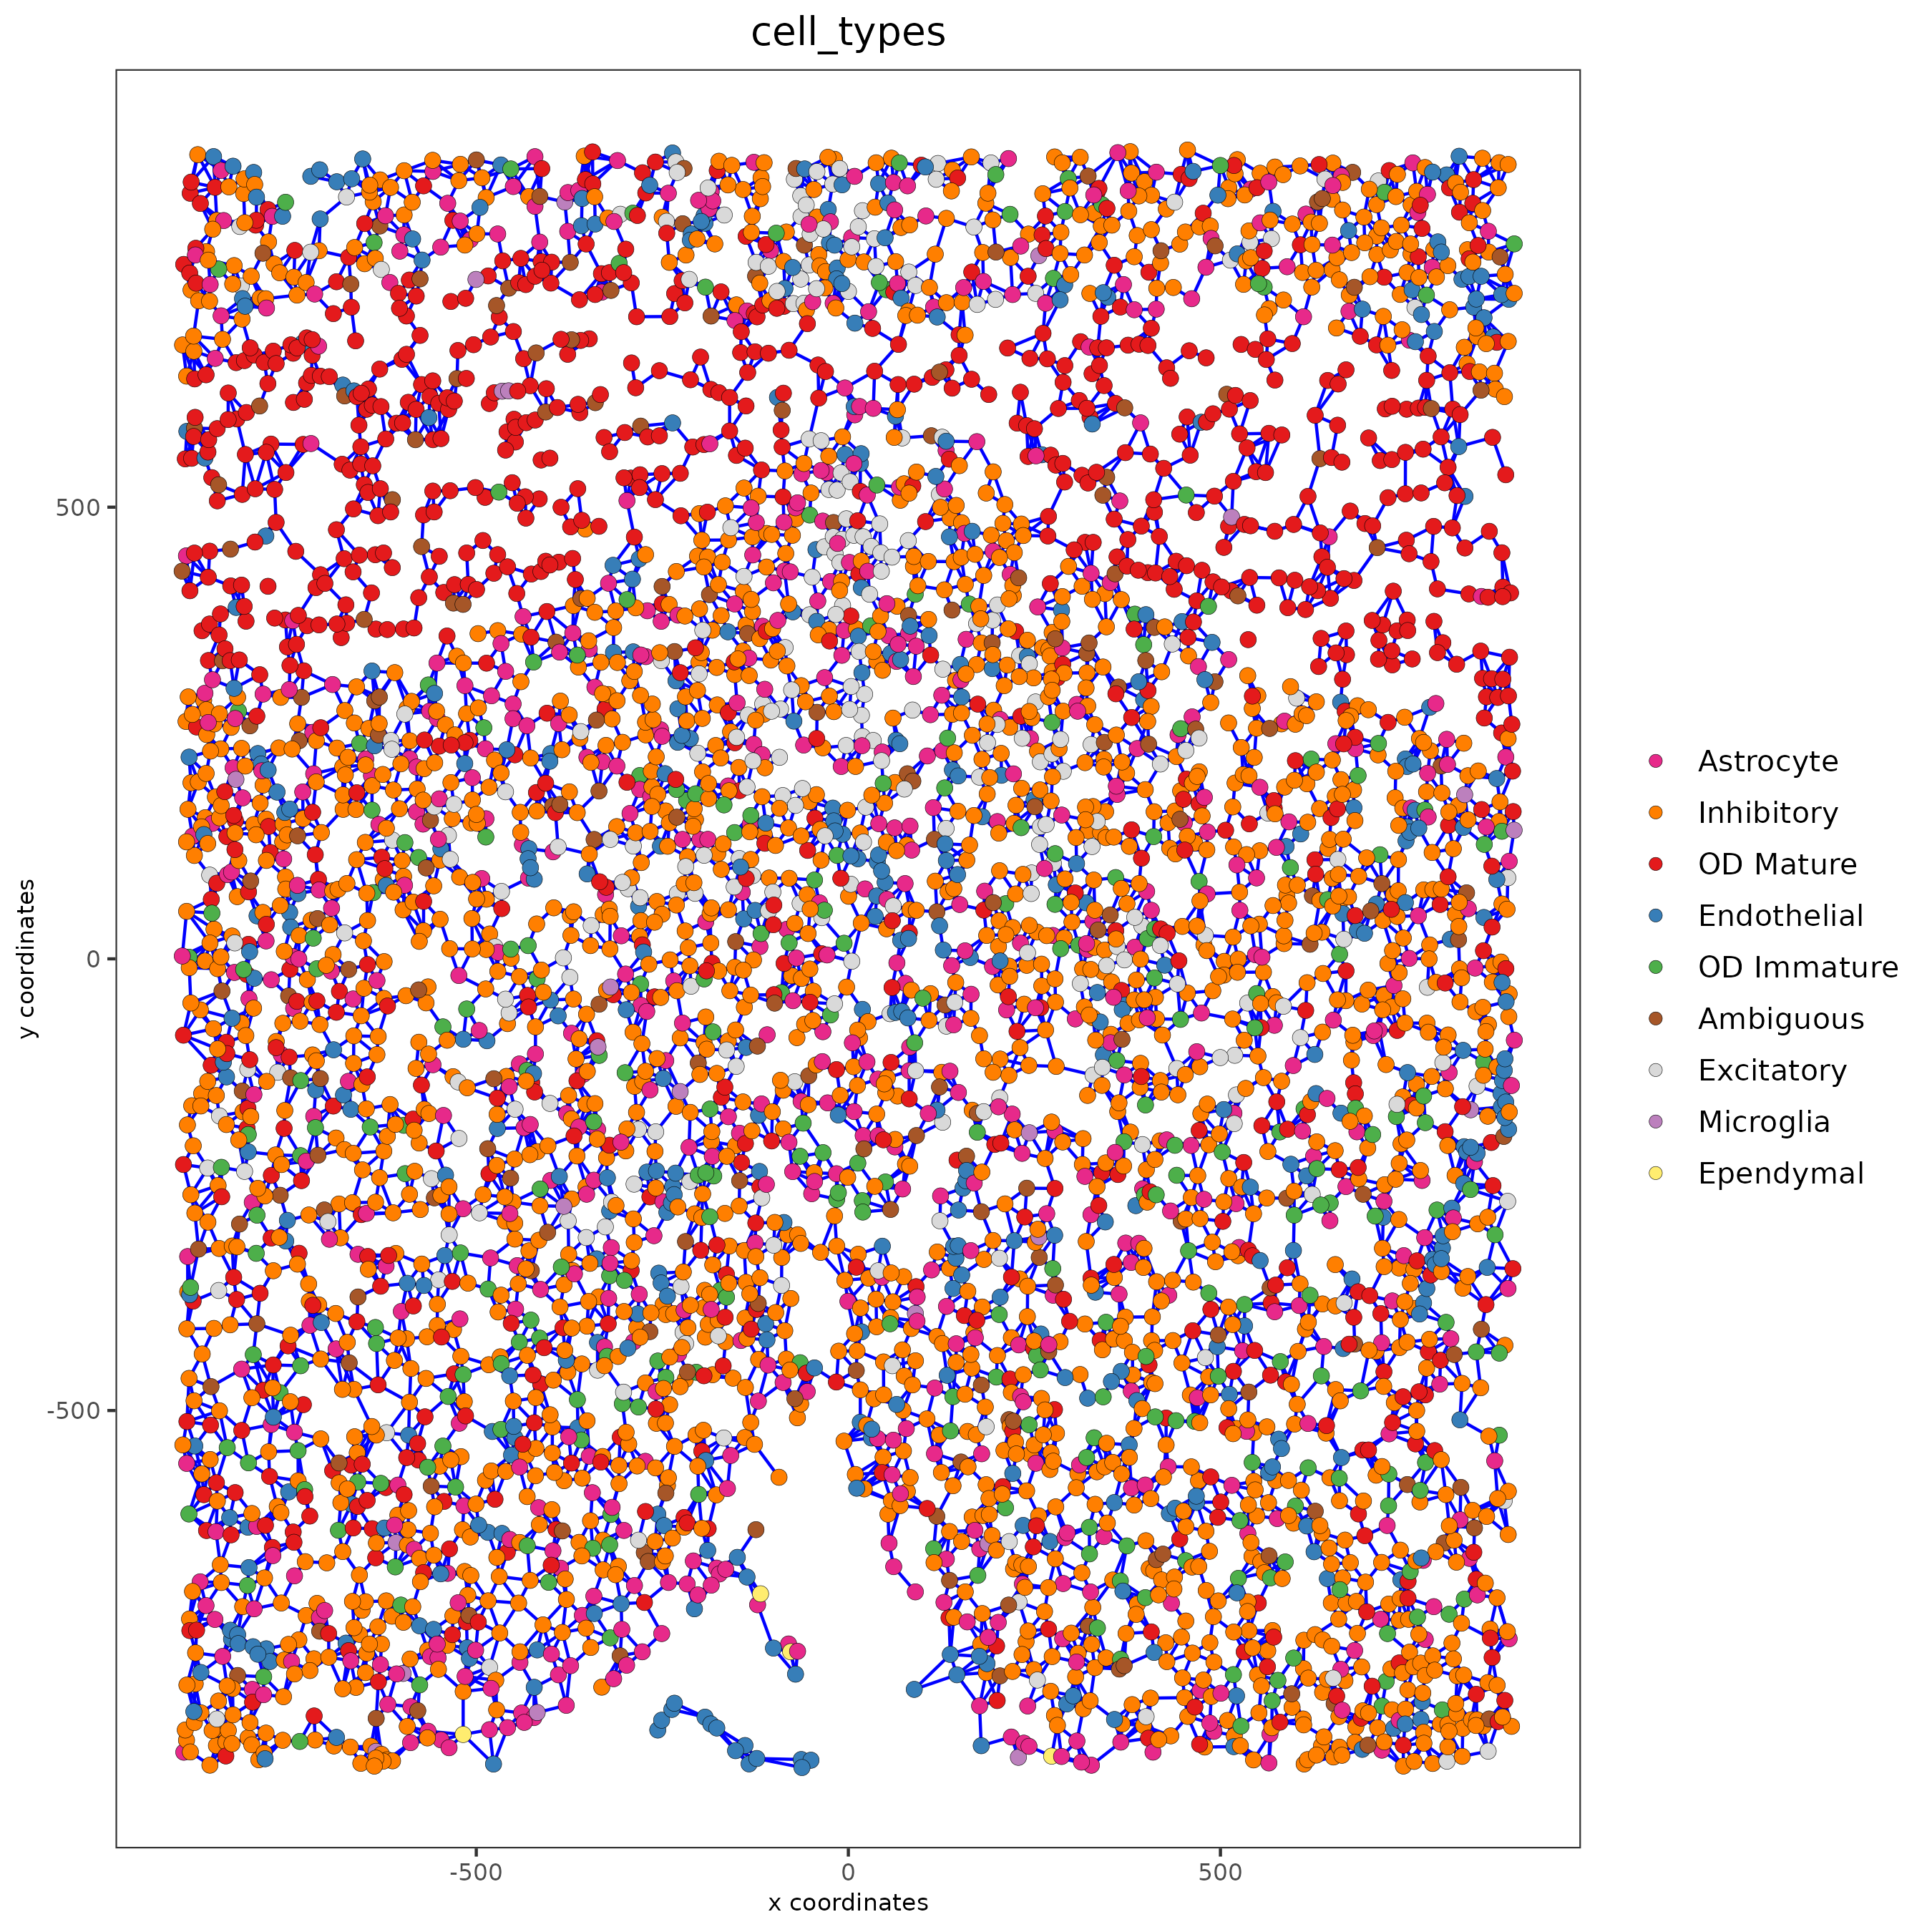 cell_types
500
0
-500
y coordinates
-500
0
500
x coordinates
Astrocyte
Inhibitory
OD Mature
Endothelial
OD Immature
Ambiguous
Excitatory
Microglia
Ependymal